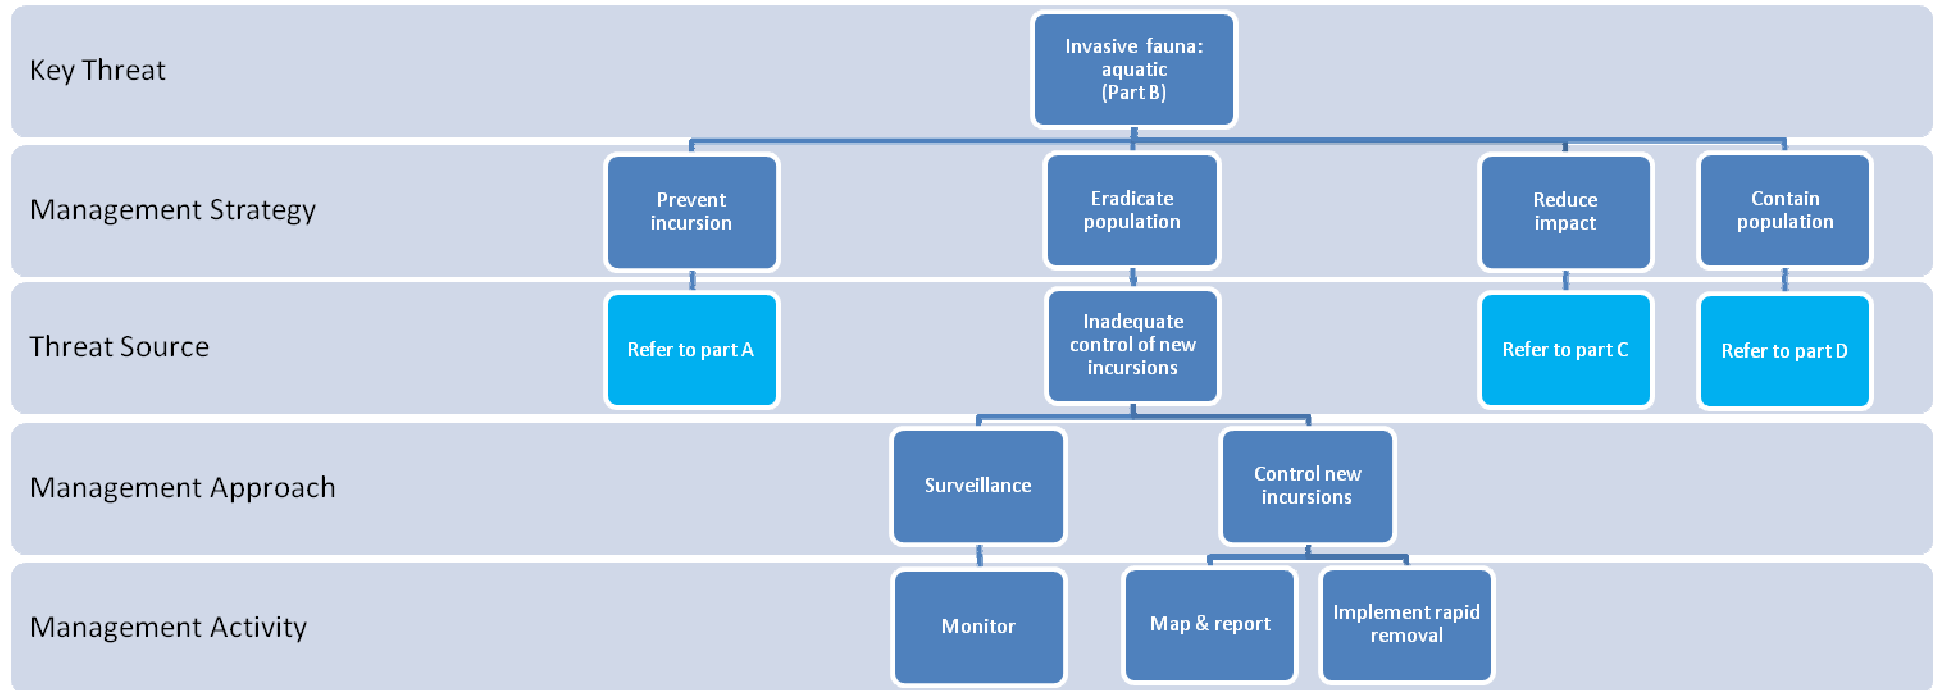 Key Threat
Invasive fauna:
aquatic
(Part B)
Management Strategy
Prevent
incursion
Eradicate
population
Reduce
impact
Contain
population
Threat Source
Refer to part A
Inadequate
control of new
incursions
Refer to part C
Refer to part D
Management Approach
Surveillance
Control new
incursions
Management Activity
Monitor
Map & report
Implement rapid
removal